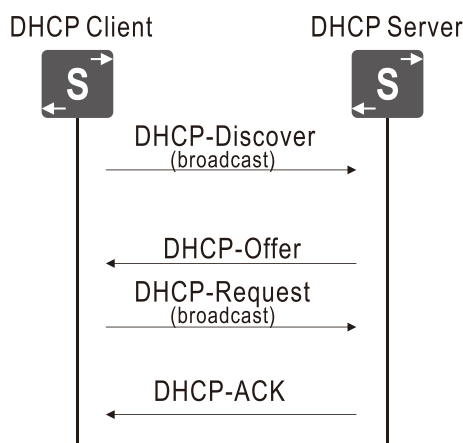 DHCP Client DHCP Server
S S
DHCP-Discover
(broadcast)
DHCP-Offer
DHCP-Request
(broadcast)
DHCP-ACK